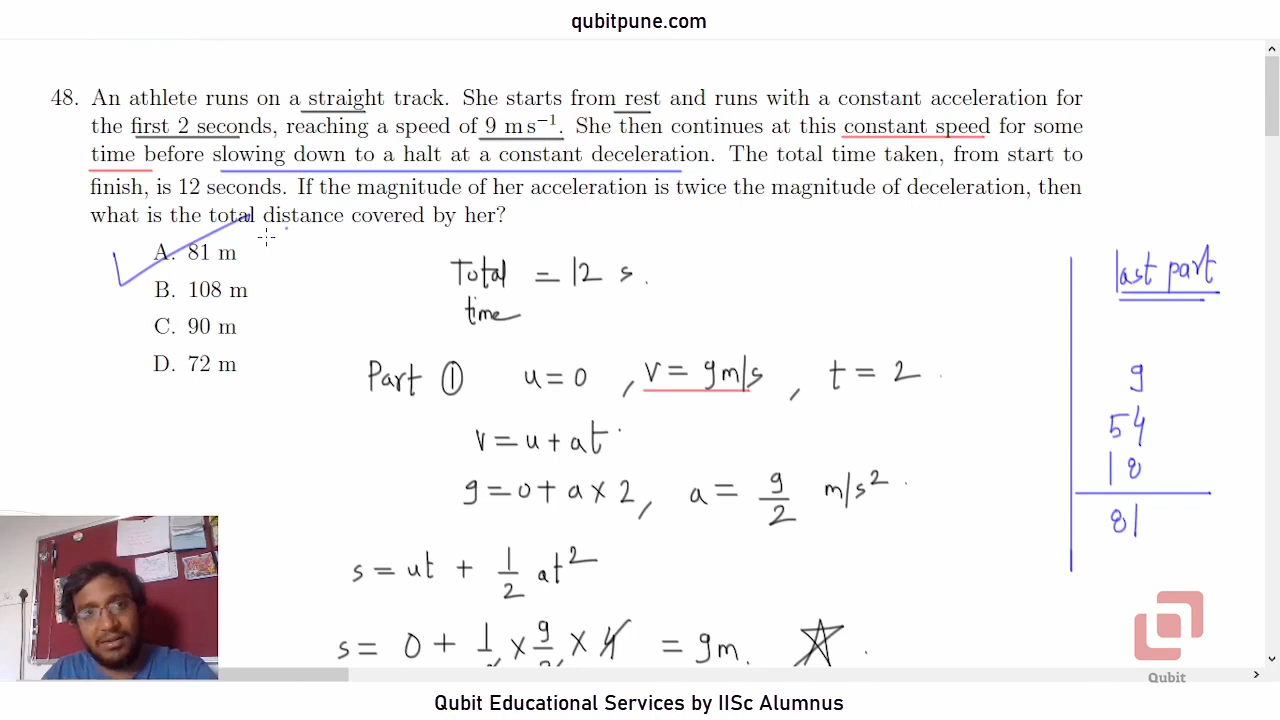 qubitpune.com
48. An athlete runs on a straight track. She starts from rest and runs with a constant acceleration for
the first 2 seconds, reaching a speed of 9 m s⁻¹. She then continues at this constant speed for some
time before slowing down to a halt at a constant deceleration. The total time taken, from start to
finish, is 12 seconds. If the magnitude of her acceleration is twice the magnitude of deceleration, then
what is the total distance covered by her?
A. 81 m
B. 108 m
C. 90 m
D. 72 m
Total = 12 s.
time
Part ① u = 0 , v = 9 m/s , t = 2
v = u + at
9 = 0 + a × 2 , a = 9/2 m/s²
s = ut + 1/2 at²
s = 0 + 1 × 9 × 4 = 9m.
last part
9
54
18
81
Qubit
Qubit Educational Services by IISc Alumnus